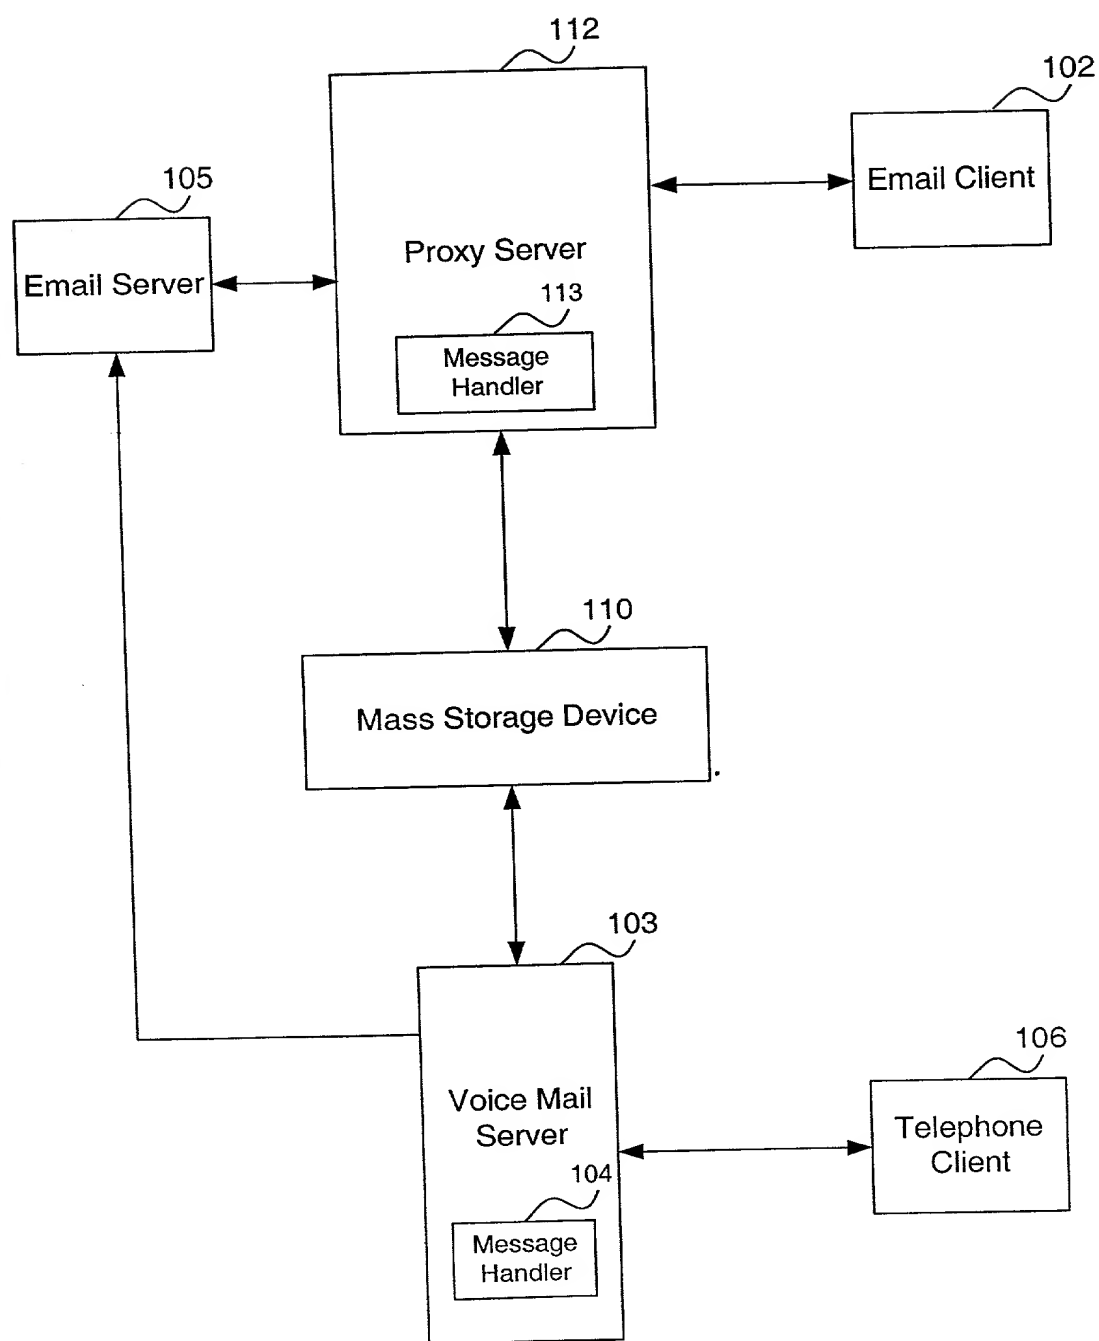 112
102
Email Client
105
Email Server
Proxy Server
113
Message
Handler
110
Mass Storage Device
103
Voice Mail
Server
106
Telephone
Client
104
Message
Handler